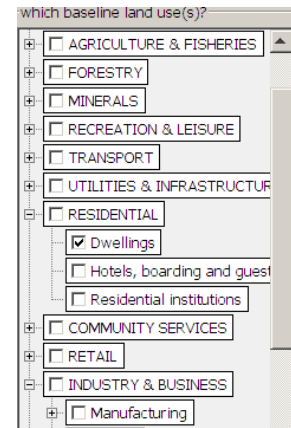 which baseline land use(s)?
AGRICULTURE & FISHERIES
FORESTRY
MINERALS
RECREATION & LEISURE
TRANSPORT
UTILITIES & INFRASTRUCTUR
RESIDENTIAL
Dwellings
Hotels, boarding and guest
Residential institutions
COMMUNITY SERVICES
RETAIL
INDUSTRY & BUSINESS
Manufacturing